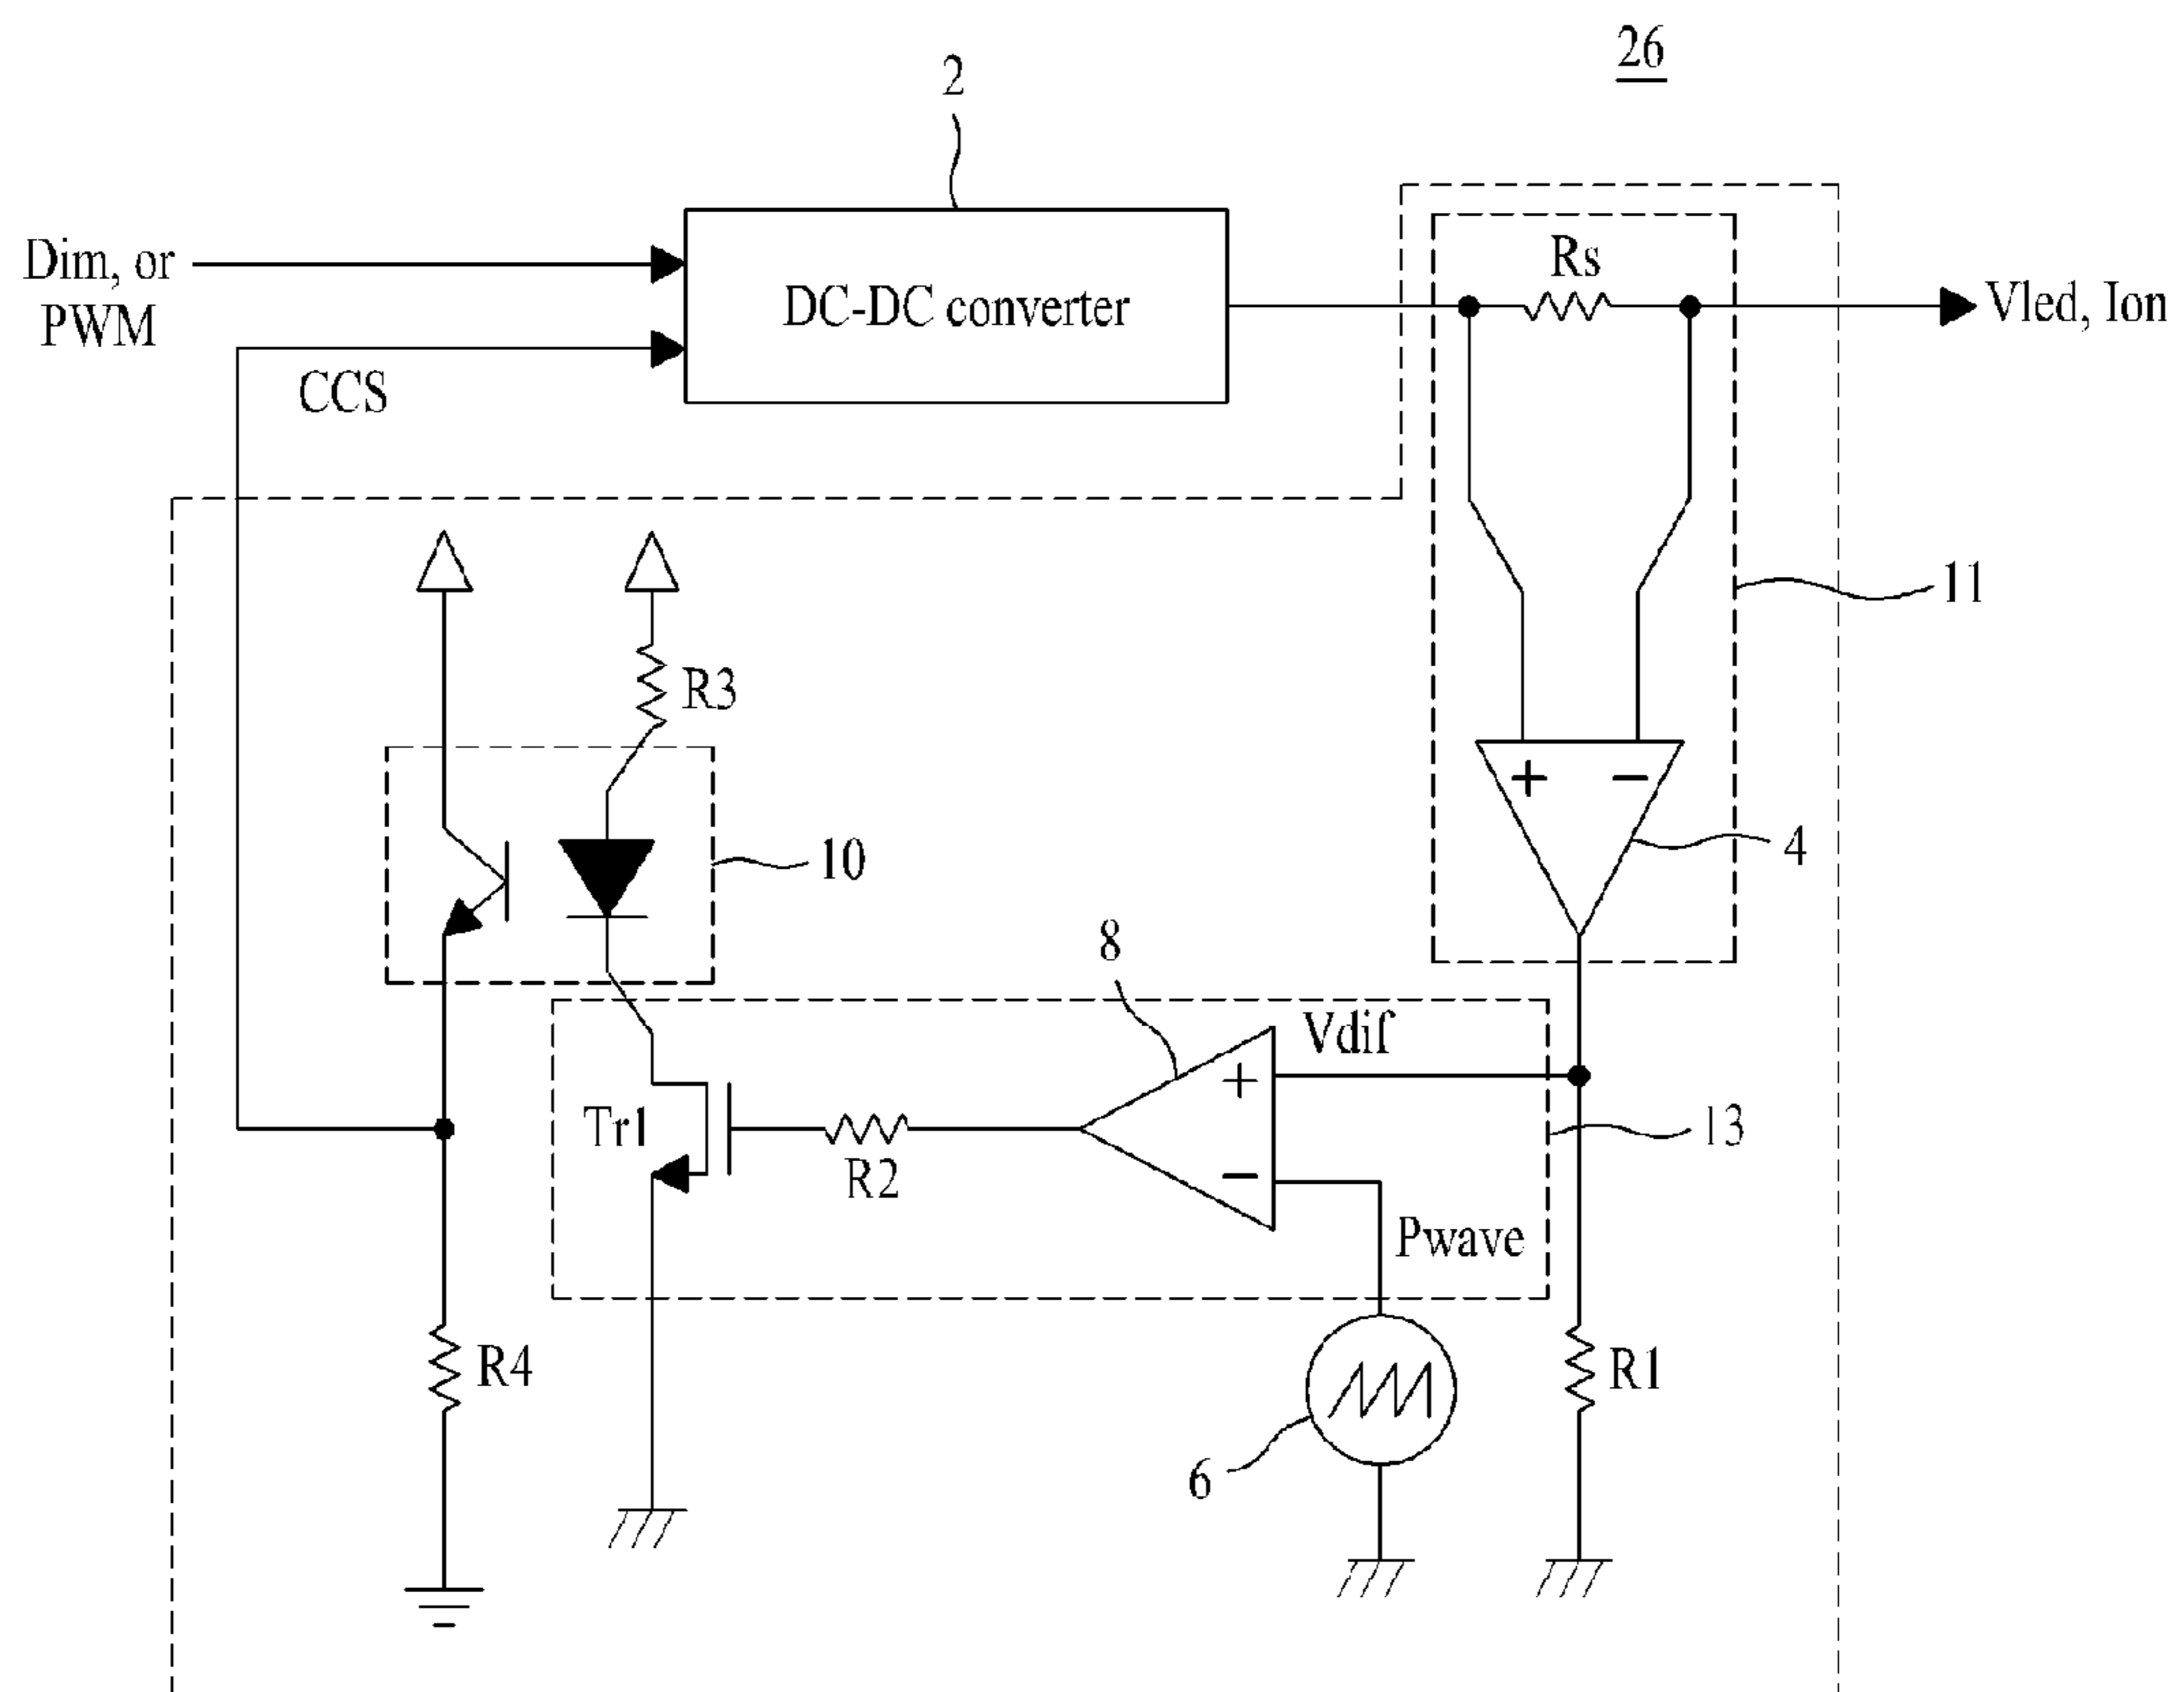 26
2
Dim, or
PWM
CCS
DC-DC converter
Rs
Vled, Ion
11
R3
+ −
4
10
8
Vdif
+
Tr1
R2
−
13
Pwave
R4
R1
6